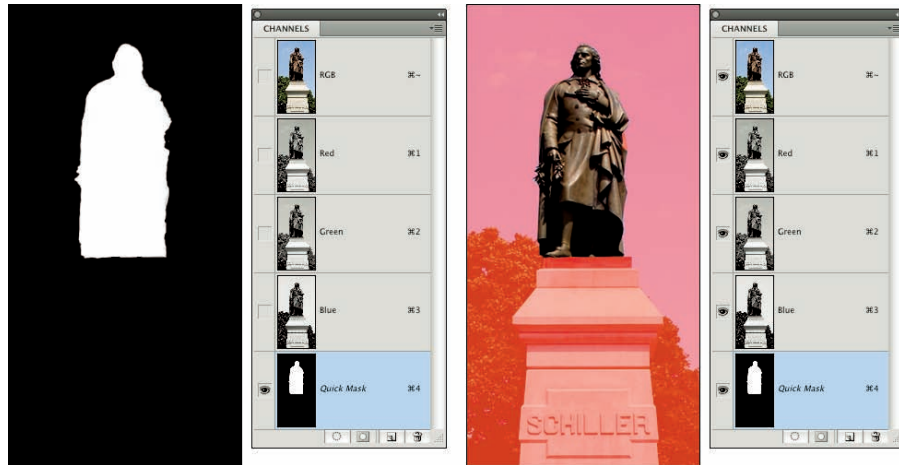 CHANNELS
RGB ⌘~
Red ⌘1
Green ⌘2
Blue ⌘3
Quick Mask ⌘4
SCHILLER
CHANNELS
RGB ⌘~
Red ⌘1
Green ⌘2
Blue ⌘3
Quick Mask ⌘4